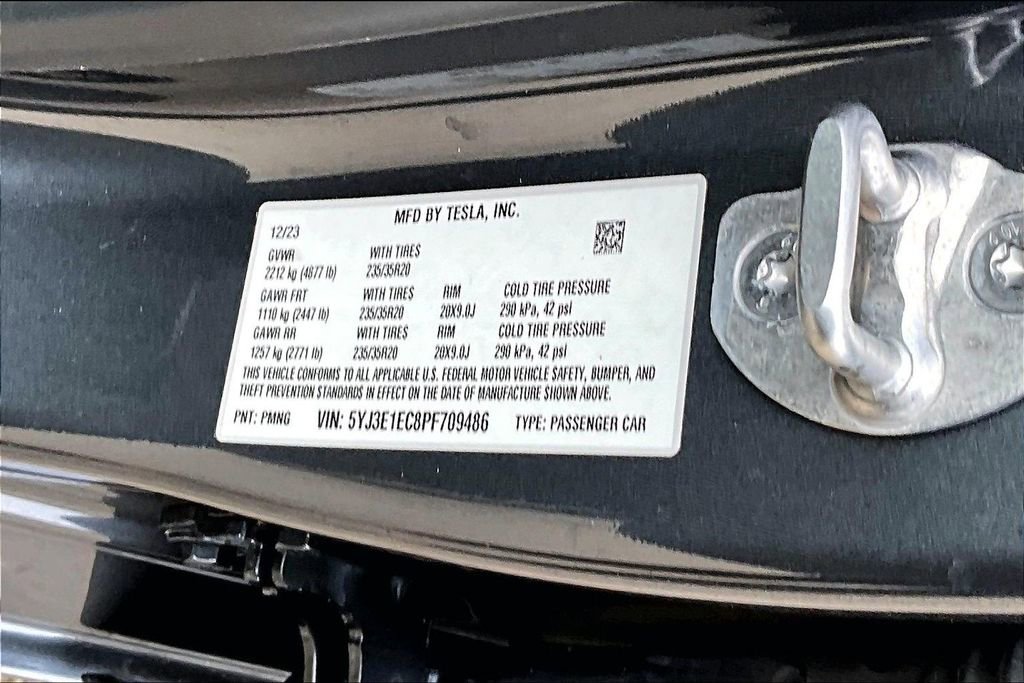 MFD BY TESLA, INC.
12/23
GVWR WITH TIRES
2212 kg (4877 lb) 235/35R20
GAWR FRT WITH TIRES RIM COLD TIRE PRESSURE
1110 kg (2447 lb) 235/35R20 20X9.0J 290 kPa, 42 psi
GAWR RR WITH TIRES RIM COLD TIRE PRESSURE
1257 kg (2771 lb) 235/35R20 20X9.0J 290 kPa, 42 psi
THIS VEHICLE CONFORMS TO ALL APPLICABLE U.S. FEDERAL MOTOR VEHICLE SAFETY, BUMPER, AND
THEFT PREVENTION STANDARDS IN EFFECT ON THE DATE OF MANUFACTURE SHOWN ABOVE.
PNT: PMNG VIN: 5YJ3E1EC8PF709486 TYPE: PASSENGER CAR